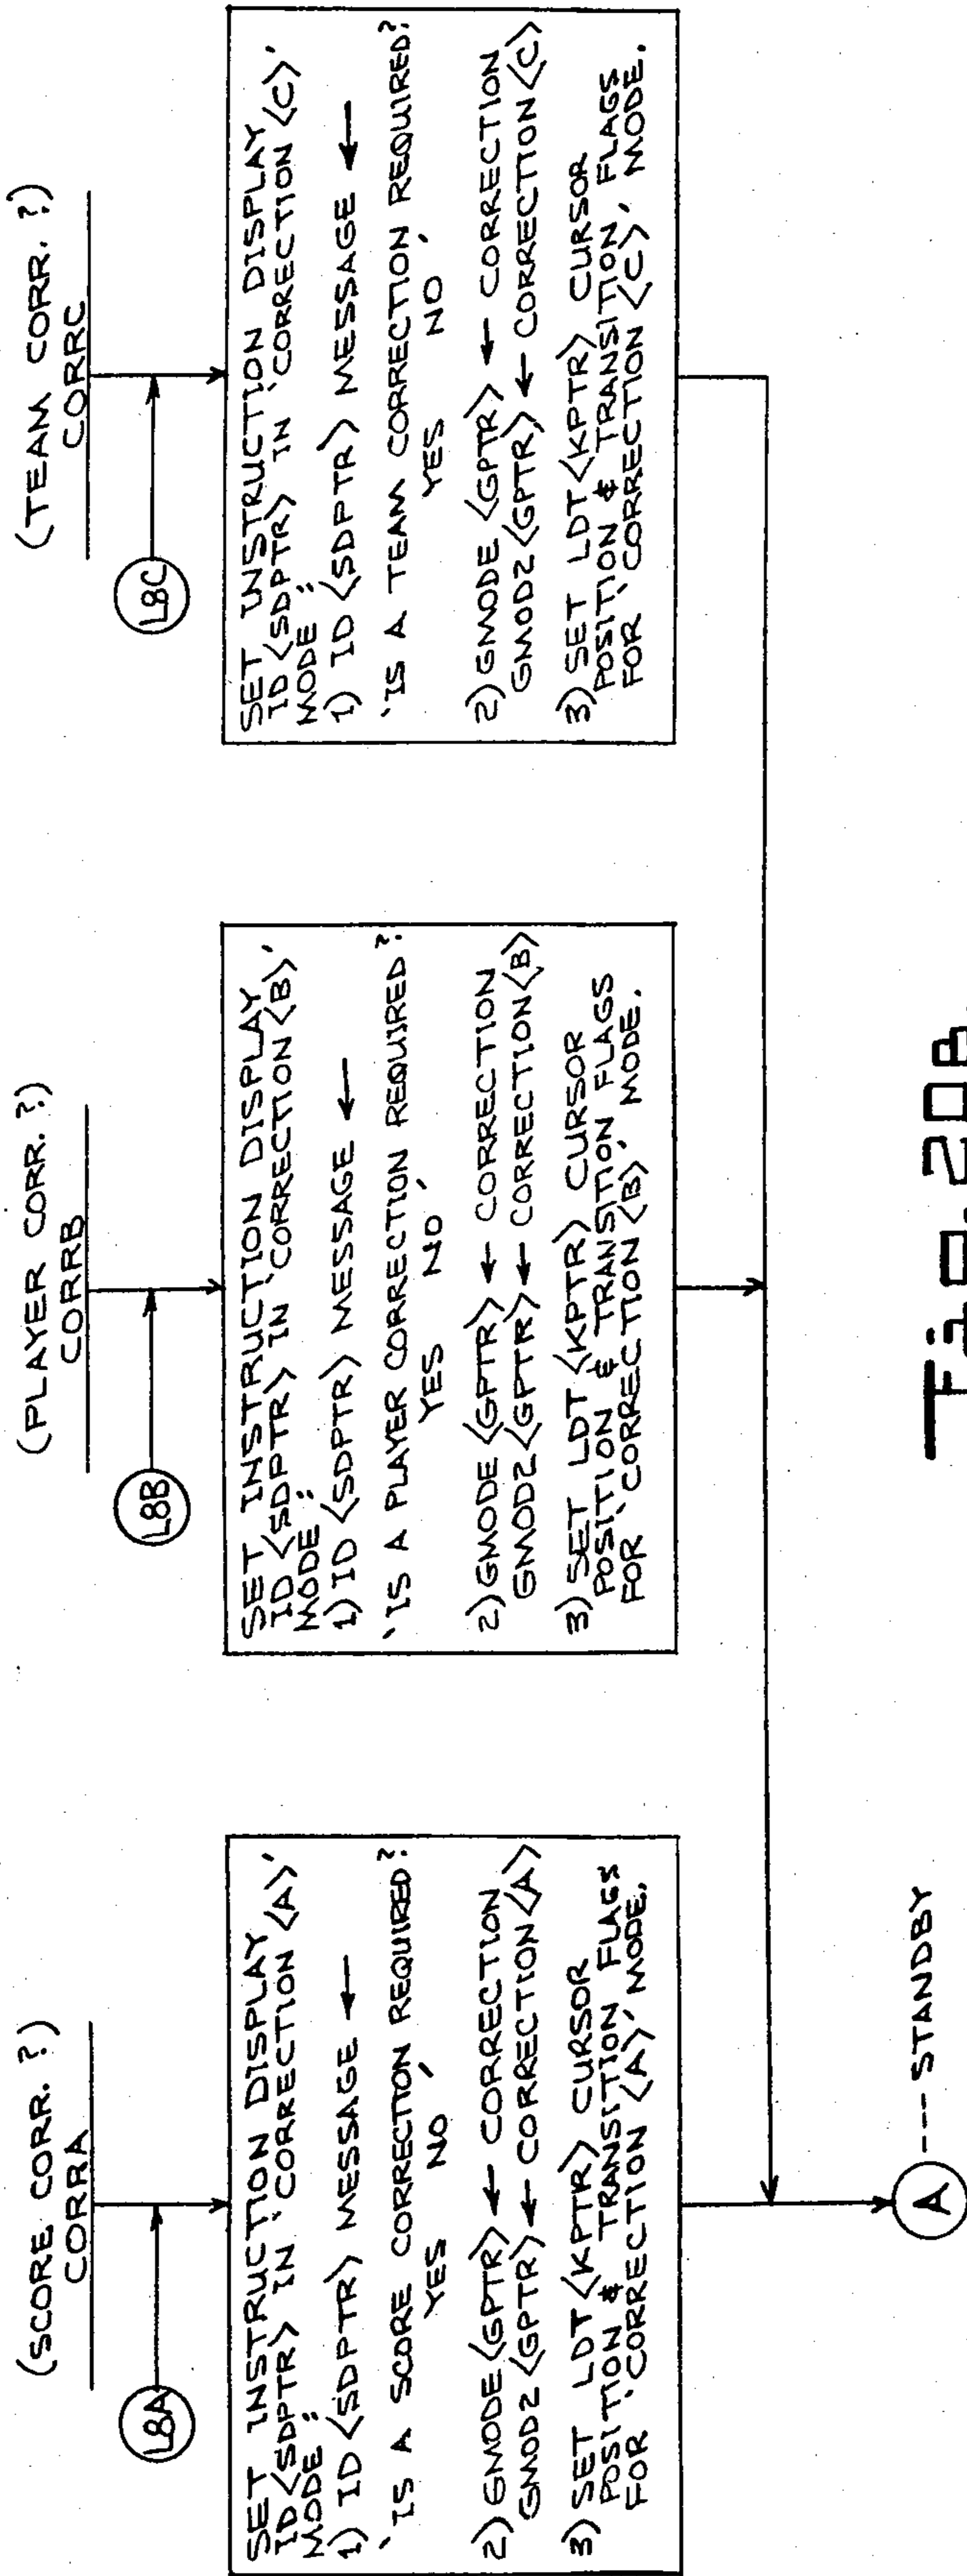 (SCORE CORR. ?)
CORRA
L8A
SET INSTRUCTION DISPLAY
ID<SDPTR> IN 'CORRECTION <A>'
MODE:
1) ID<SDPTR> MESSAGE ←
'IS A SCORE CORRECTION REQUIRED?
YES NO'
2) GMODE<GPTR> ← CORRECTION
GMOD2<GPTR> ← CORRECTION<A>
3) SET LDT<KPTR> CURSOR
POSITION & TRANSITION FLAGS
FOR 'CORRECTION <A>' MODE.
(PLAYER CORR. ?)
CORRB
L8B
SET INSTRUCTION DISPLAY
ID<SDPTR> IN 'CORRECTION<B>'
MODE:
1) ID<SDPTR> MESSAGE ←
'IS A PLAYER CORRECTION REQUIRED?
YES NO'
2) GMODE<GPTR> ← CORRECTION
GMOD2<GPTR> ← CORRECTION<B>
3) SET LDT<KPTR> CURSOR
POSITION & TRANSITION FLAGS
FOR 'CORRECTION<B>' MODE.
(TEAM CORR. ?)
CORRC
L8C
SET INSTRUCTION DISPLAY
ID<SDPTR> IN 'CORRECTION<C>'
MODE:
1) ID<SDPTR> MESSAGE ←
'IS A TEAM CORRECTION REQUIRED?
YES NO'
2) GMODE<GPTR> ← CORRECTION
GMOD2<GPTR> ← CORRECTION<C>
3) SET LDT<KPTR> CURSOR
POSITION & TRANSITION FLAGS
FOR 'CORRECTION<C>' MODE.
A --- STANDBY
Fig. 20B.